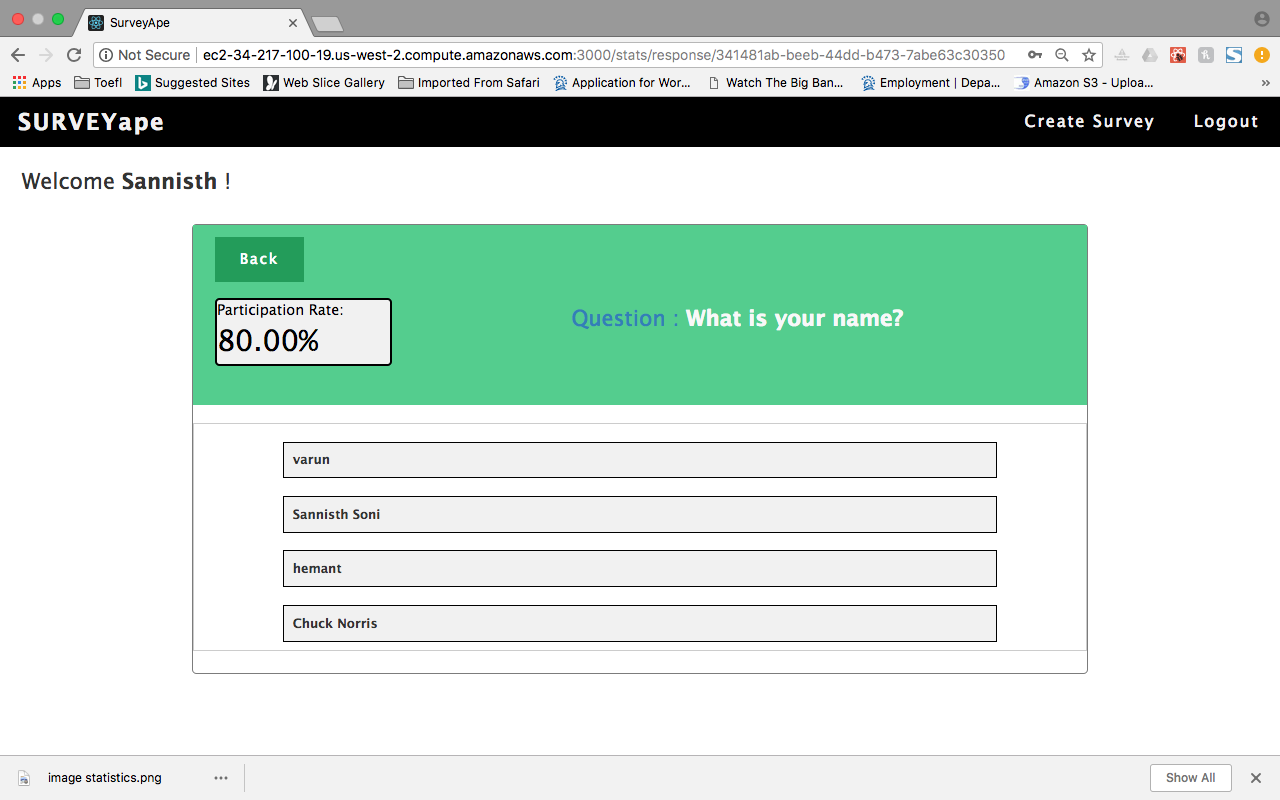 SurveyApe
Not Secure ec2-34-217-100-19.us-west-2.compute.amazonaws.com:3000/stats/response/341481ab-beeb-44dd-b473-7abe63c30350
Apps Toefl Suggested Sites Web Slice Gallery Imported From Safari Application for Wor... Watch The Big Ban... Employment | Depa... Amazon S3 - Uploa... »
SURVEYape Create Survey Logout
Welcome Sannisth !
Back
Participation Rate:
80.00%
Question : What is your name?
varun
Sannisth Soni
hemant
Chuck Norris
image statistics.png Show All